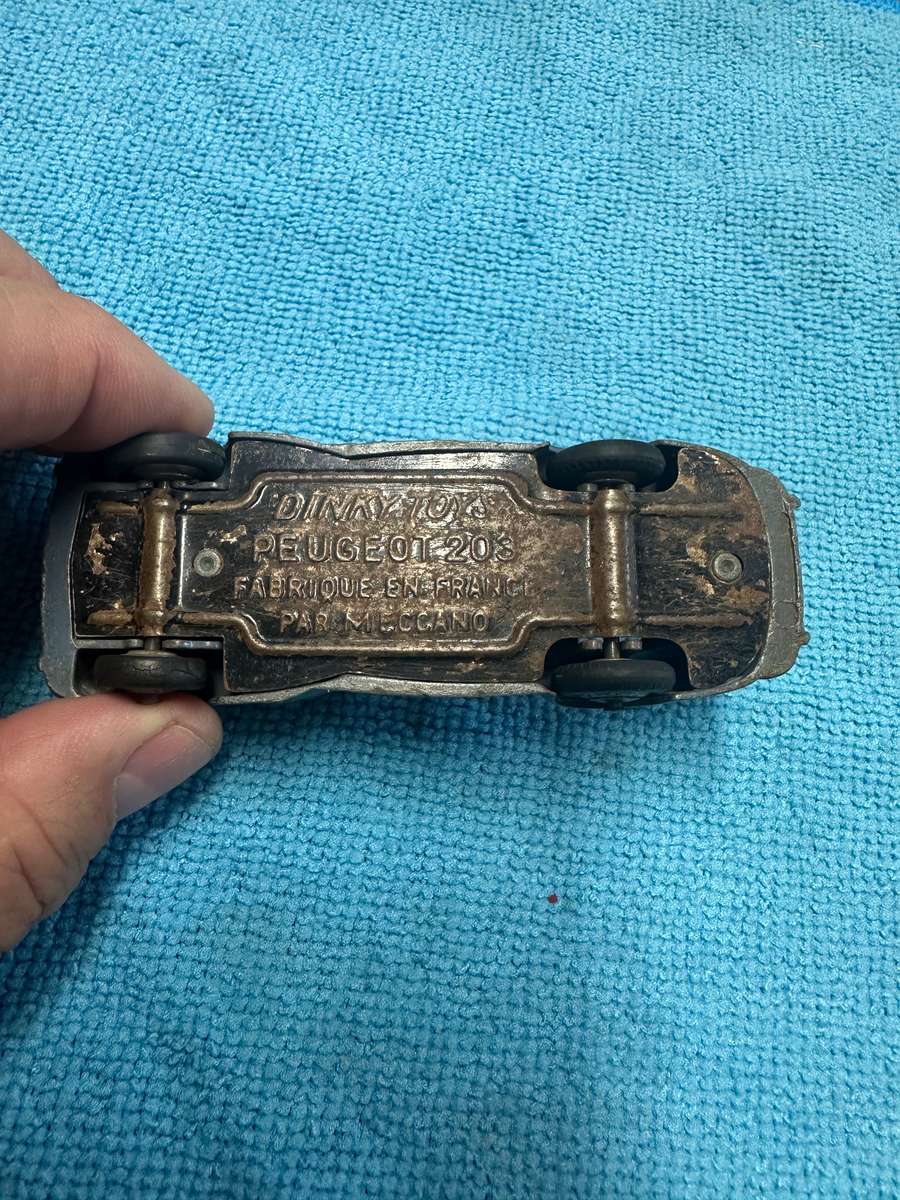 DINKY TOYS
PEUGEOT 203
FABRIQUE EN FRANCE
PAR MECCANO